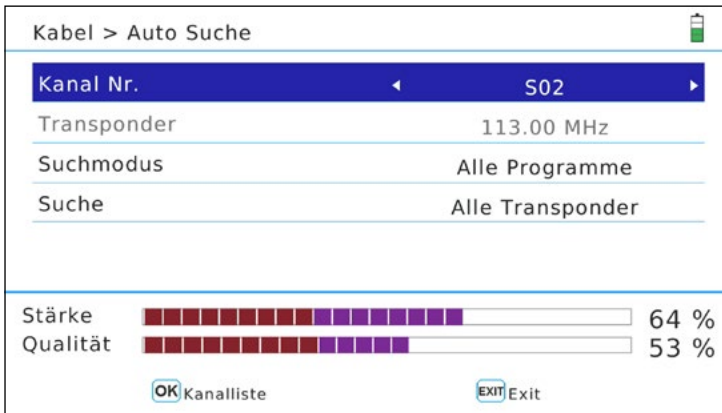 Kabel > Auto Suche
Kanal Nr. S02
Transponder 113.00 MHz
Suchmodus Alle Programme
Suche Alle Transponder
Stärke 64 %
Qualität 53 %
OK Kanalliste EXIT Exit